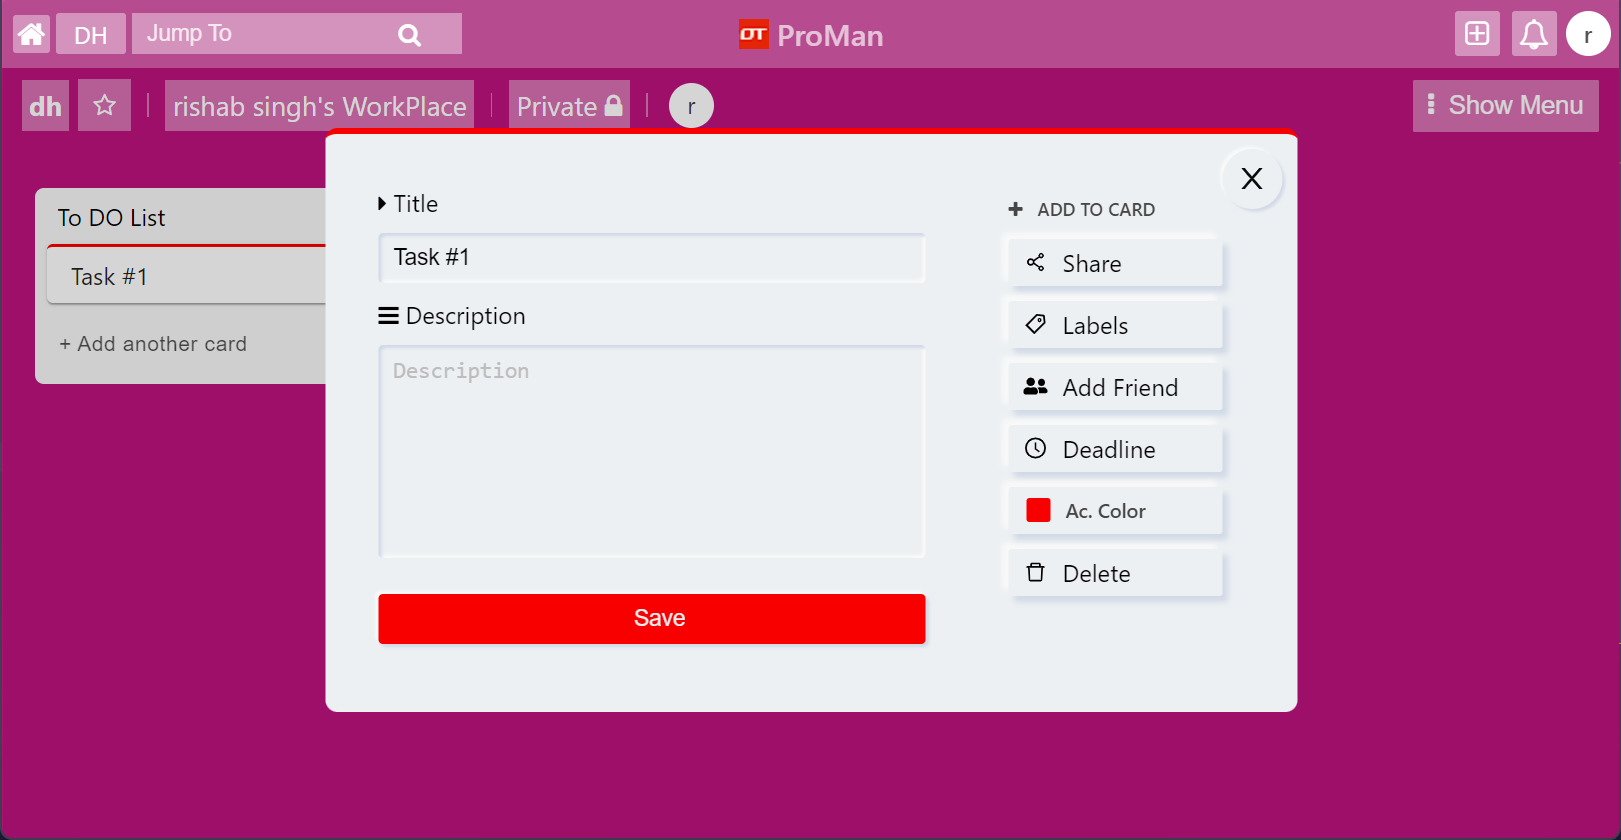 DH
Jump To
OT ProMan
r
dh
rishab singh's WorkPlace
Private
r
Show Menu
To DO List
Task #1
+ Add another card
X
Title
Task #1
Description
Description
Save
ADD TO CARD
Share
Labels
Add Friend
Deadline
Ac. Color
Delete